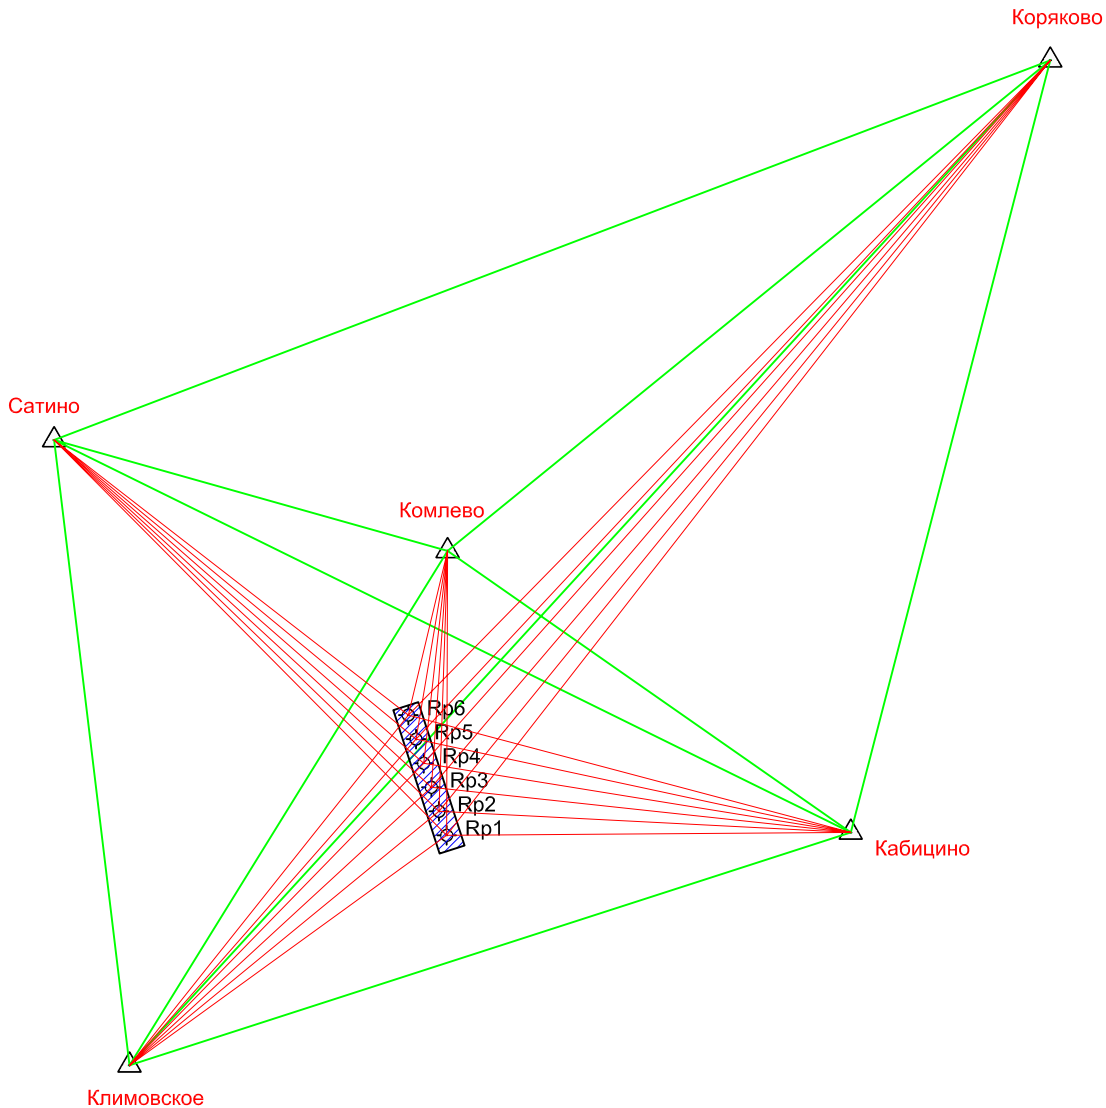 Коряково
Сатино
Комлево
Rp6
Rp5
Rp4
Rp3
Rp2
Rp1
Кабицино
Климовское